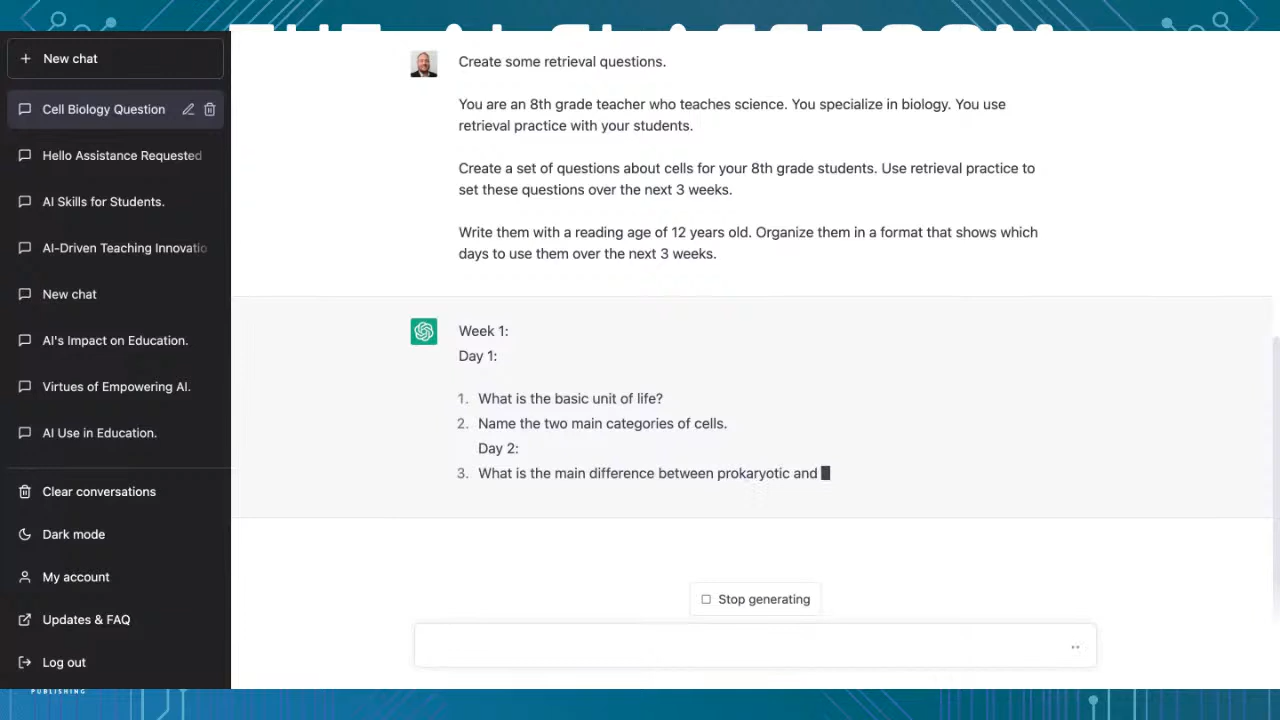 New chat
Cell Biology Question
Hello Assistance Requested
AI Skills for Students.
AI-Driven Teaching Innovatio
New chat
AI's Impact on Education.
Virtues of Empowering AI.
AI Use in Education.
Clear conversations
Dark mode
My account
Updates & FAQ
Log out
PUBLISHING
Create some retrieval questions.
You are an 8th grade teacher who teaches science. You specialize in biology. You use
retrieval practice with your students.
Create a set of questions about cells for your 8th grade students. Use retrieval practice to
set these questions over the next 3 weeks.
Write them with a reading age of 12 years old. Organize them in a format that shows which
days to use them over the next 3 weeks.
Week 1:
Day 1:
1. What is the basic unit of life?
2. Name the two main categories of cells.
Day 2:
3. What is the main difference between prokaryotic and
Stop generating